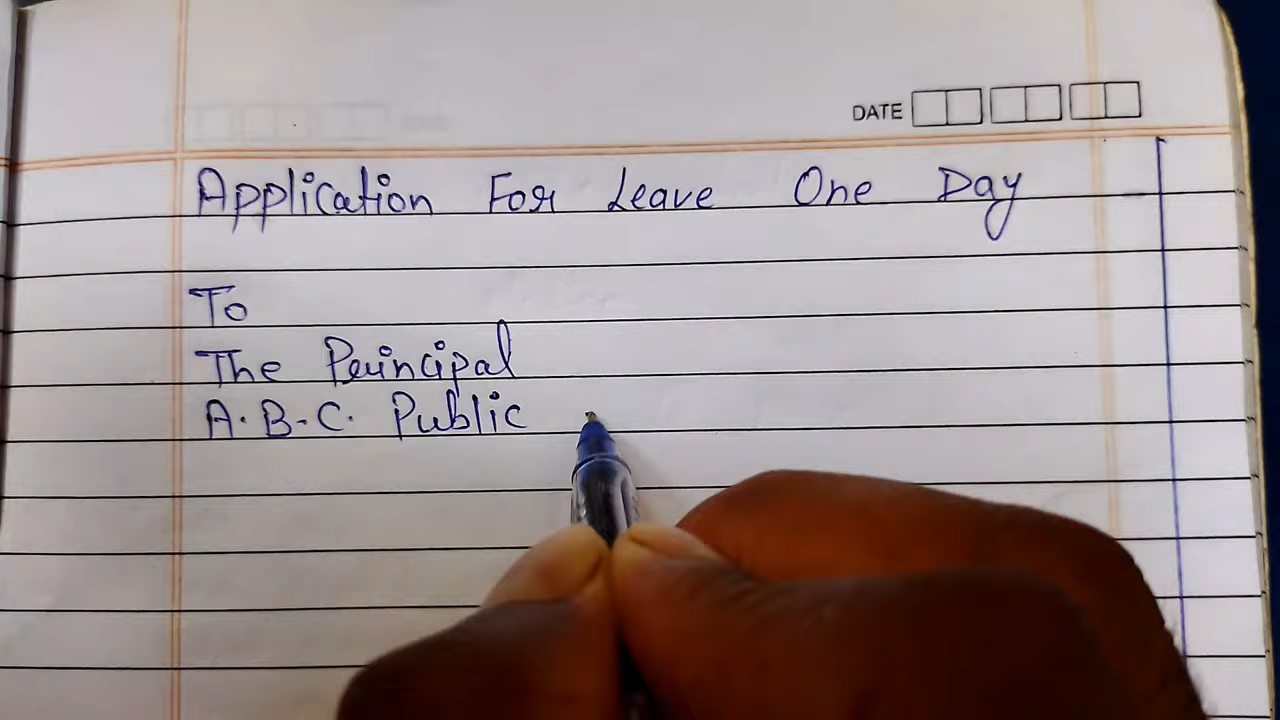 DATE
Application For Leave One Day
To
The Principal
A.B.C. Public